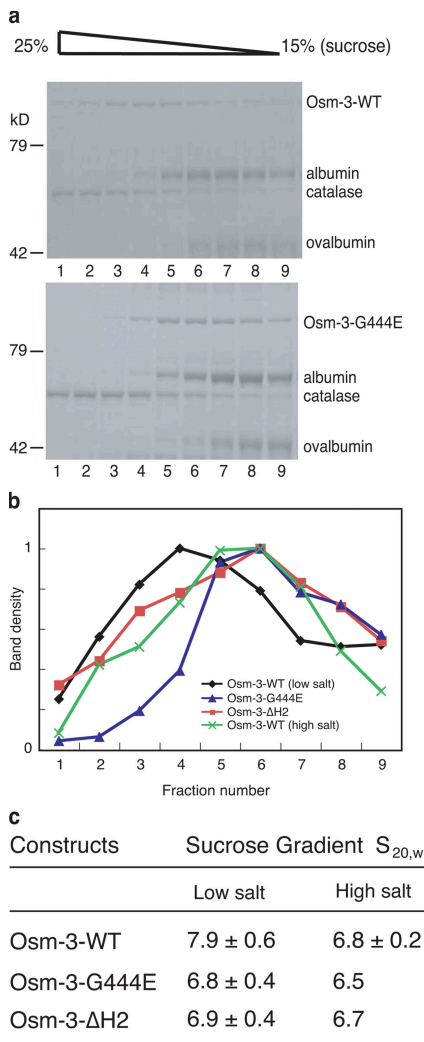 a
25% 15% (sucrose)
kD
Osm-3-WT
79
albumin
catalase
ovalbumin
42
1 2 3 4 5 6 7 8 9
Osm-3-G444E
79
albumin
catalase
ovalbumin
42
1 2 3 4 5 6 7 8 9
b
1
Band density
0
Osm-3-WT (low salt)
Osm-3-G444E
Osm-3-ΔH2
Osm-3-WT (high salt)
1 2 3 4 5 6 7 8 9
Fraction number
c
Constructs Sucrose Gradient S20,w
Low salt High salt
Osm-3-WT 7.9 ± 0.6 6.8 ± 0.2
Osm-3-G444E 6.8 ± 0.4 6.5
Osm-3-ΔH2 6.9 ± 0.4 6.7